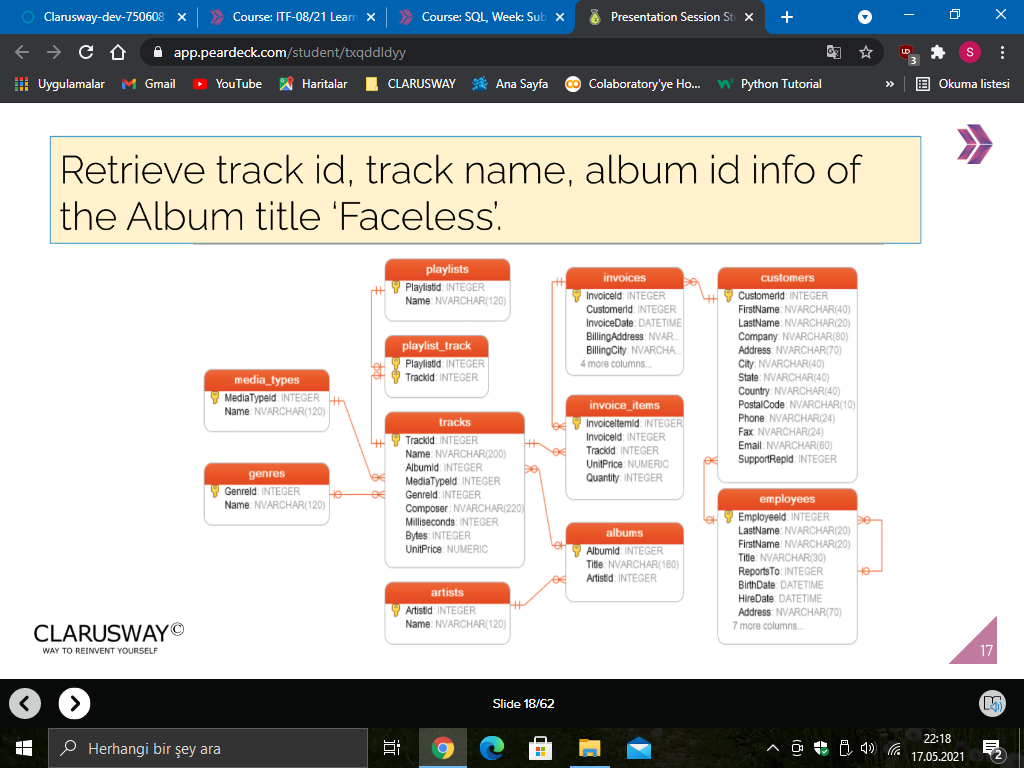 Clarusway-dev-750608
Course: ITF-08/21 Learn
Course: SQL, Week: Sub
Presentation Session St
app.peardeck.com/student/txqddldyy
3
S
Uygulamalar
Gmail
YouTube
Haritalar
CLARUSWAY
Ana Sayfa
Colaboratory'ye Ho...
Python Tutorial
»
Okuma listesi
Retrieve track id, track name, album id info of
the Album title ‘Faceless’.
playlists
PlaylistId: INTEGER
Name: NVARCHAR(120)
playlist_track
PlaylistId: INTEGER
TrackId: INTEGER
media_types
MediaTypeId: INTEGER
Name: NVARCHAR(120)
genres
GenreId: INTEGER
Name: NVARCHAR(120)
tracks
TrackId: INTEGER
Name: NVARCHAR(200)
AlbumId: INTEGER
MediaTypeId: INTEGER
GenreId: INTEGER
Composer: NVARCHAR(220)
Milliseconds: INTEGER
Bytes: INTEGER
UnitPrice: NUMERIC
artists
ArtistId: INTEGER
Name: NVARCHAR(120)
invoices
InvoiceId: INTEGER
CustomerId: INTEGER
InvoiceDate: DATETIME
BillingAddress: NVAR...
BillingCity: NVARCHA...
4 more columns...
invoice_items
InvoiceItemId: INTEGER
InvoiceId: INTEGER
TrackId: INTEGER
UnitPrice: NUMERIC
Quantity: INTEGER
albums
AlbumId: INTEGER
Title: NVARCHAR(160)
ArtistId: INTEGER
customers
CustomerId: INTEGER
FirstName: NVARCHAR(40)
LastName: NVARCHAR(20)
Company: NVARCHAR(80)
Address: NVARCHAR(70)
City: NVARCHAR(40)
State: NVARCHAR(40)
Country: NVARCHAR(40)
PostalCode: NVARCHAR(10)
Phone: NVARCHAR(24)
Fax: NVARCHAR(24)
Email: NVARCHAR(60)
SupportRepId: INTEGER
employees
EmployeeId: INTEGER
LastName: NVARCHAR(20)
FirstName: NVARCHAR(20)
Title: NVARCHAR(30)
ReportsTo: INTEGER
BirthDate: DATETIME
HireDate: DATETIME
Address: NVARCHAR(70)
7 more columns...
CLARUSWAY©
WAY TO REINVENT YOURSELF
17
Slide 18/62
Herhangi bir şey ara
22:18
17.05.2021
2